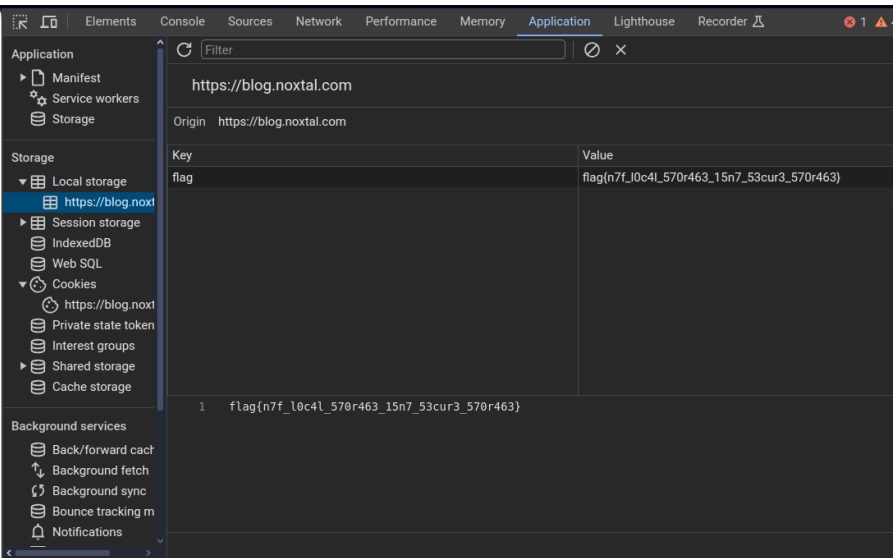 Elements Console Sources Network Performance Memory Application Lighthouse Recorder 1
Application
Manifest
Service workers
Storage
Storage
Local storage
https://blog.noxt
Session storage
IndexedDB
Web SQL
Cookies
https://blog.noxt
Private state token
Interest groups
Shared storage
Cache storage
Background services
Back/forward cach
Background fetch
Background sync
Bounce tracking m
Notifications
Filter
https://blog.noxtal.com
Origin https://blog.noxtal.com
Key Value
flag flag{n7f_l0c4l_570r463_15n7_53cur3_570r463}
1 flag{n7f_l0c4l_570r463_15n7_53cur3_570r463}